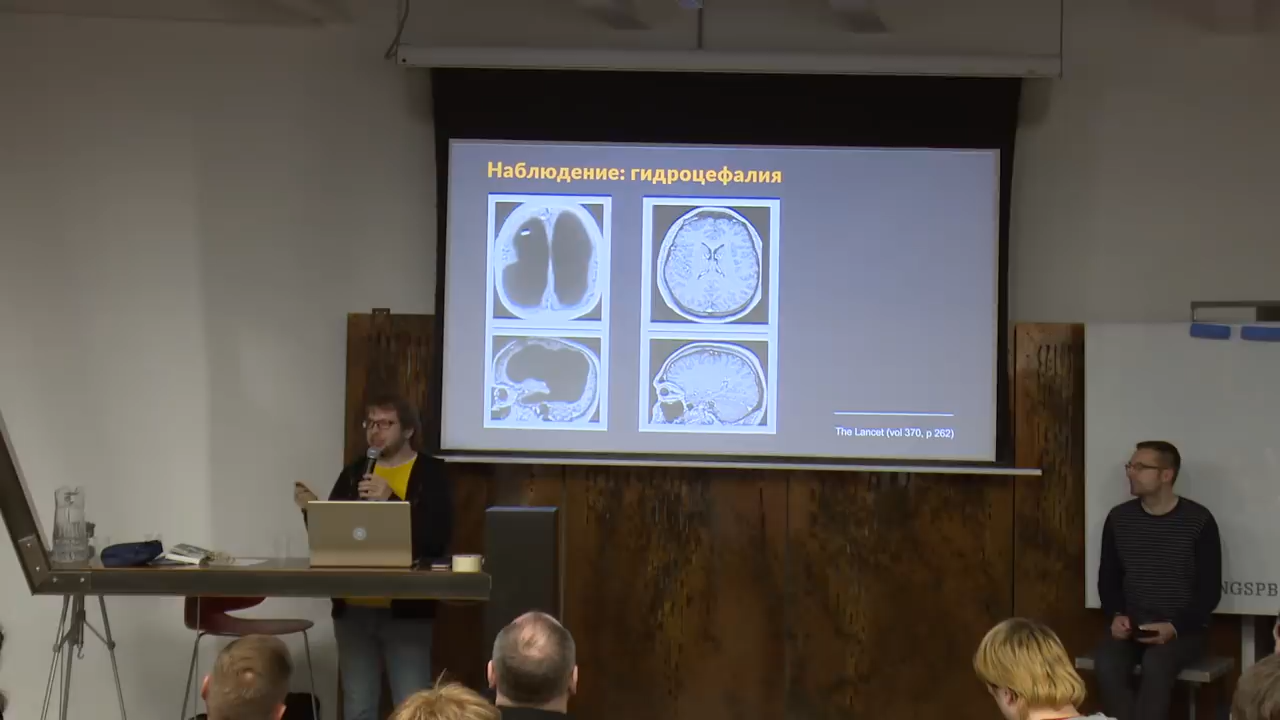 Наблюдение: гидроцефалия
The Lancet (vol 370, p 262)
NGSPB